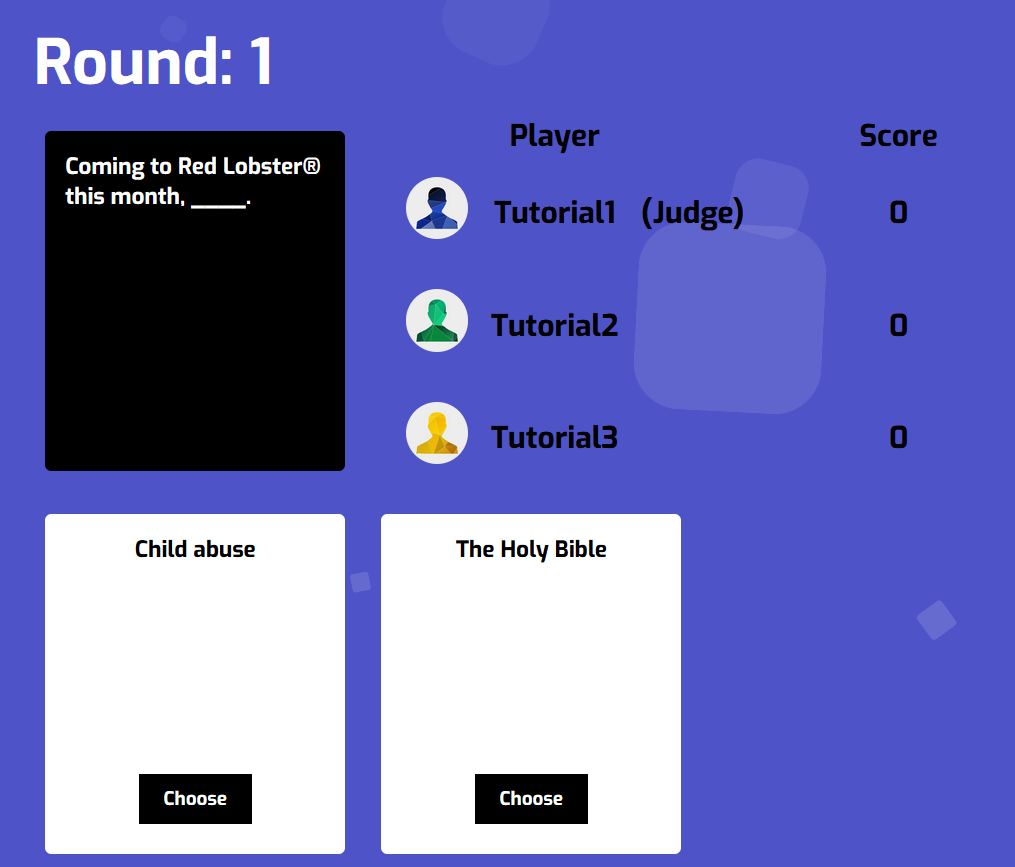 Round: 1
Coming to Red Lobster®
this month, _____.
Player Score
Tutorial1 (Judge) 0
Tutorial2 0
Tutorial3 0
Child abuse
Choose
The Holy Bible
Choose